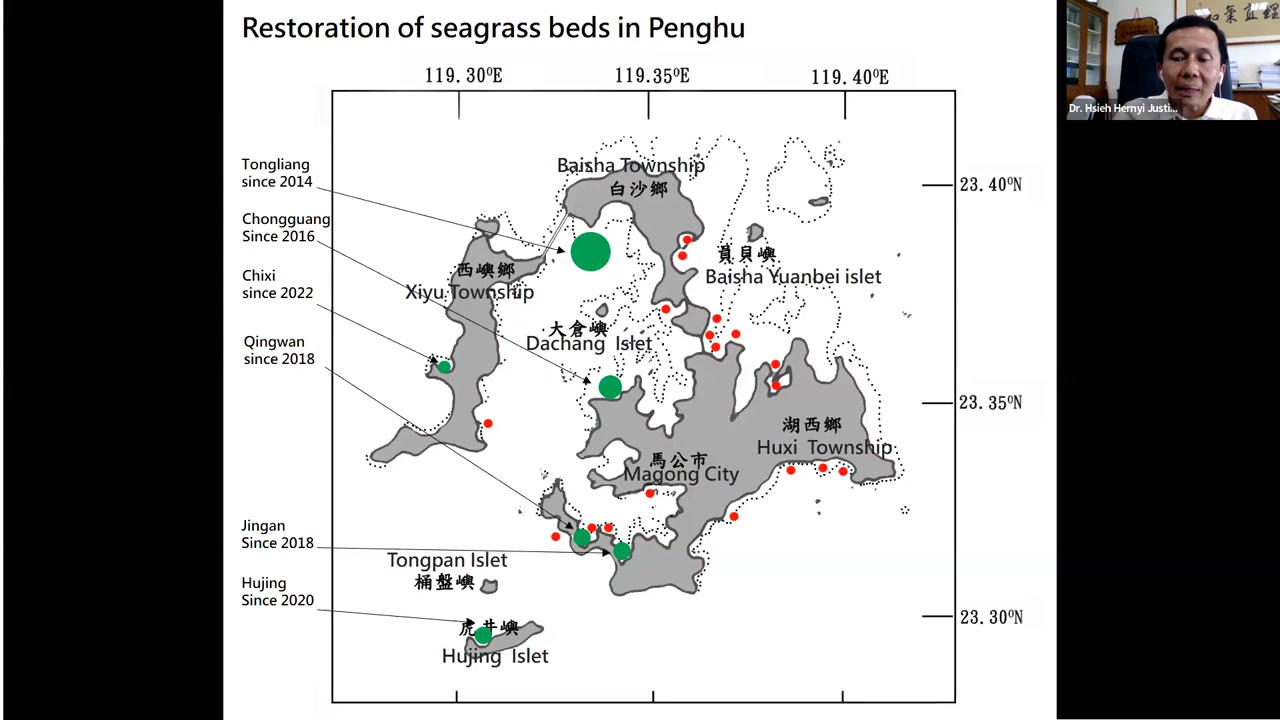 Restoration of seagrass beds in Penghu
119.30⁰E
119.35⁰E
119.40⁰E
Tongliang
since 2014
Chongguang
Since 2016
Chixi
since 2022
Qingwan
since 2018
Jingan
Since 2018
Hujing
Since 2020
Baisha Township
白沙鄉
23.40⁰N
員貝嶼
Baisha Yuanbei islet
西嶼鄉
Xiyu Township
大倉嶼
Dachang Islet
23.35⁰N
湖西鄉
Huxi Township
馬公市
Magong City
Tongpan Islet
桶盤嶼
23.30⁰N
虎井嶼
Hujing Islet
Dr. Hsieh Hernyi Justi...